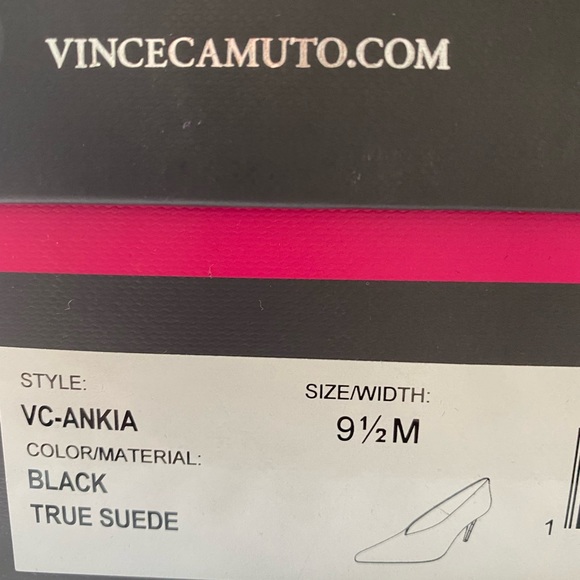 VINCECAMUTO.COM
STYLE:
VC-ANKIA
COLOR/MATERIAL:
BLACK
TRUE SUEDE
SIZE/WIDTH:
9½M
1